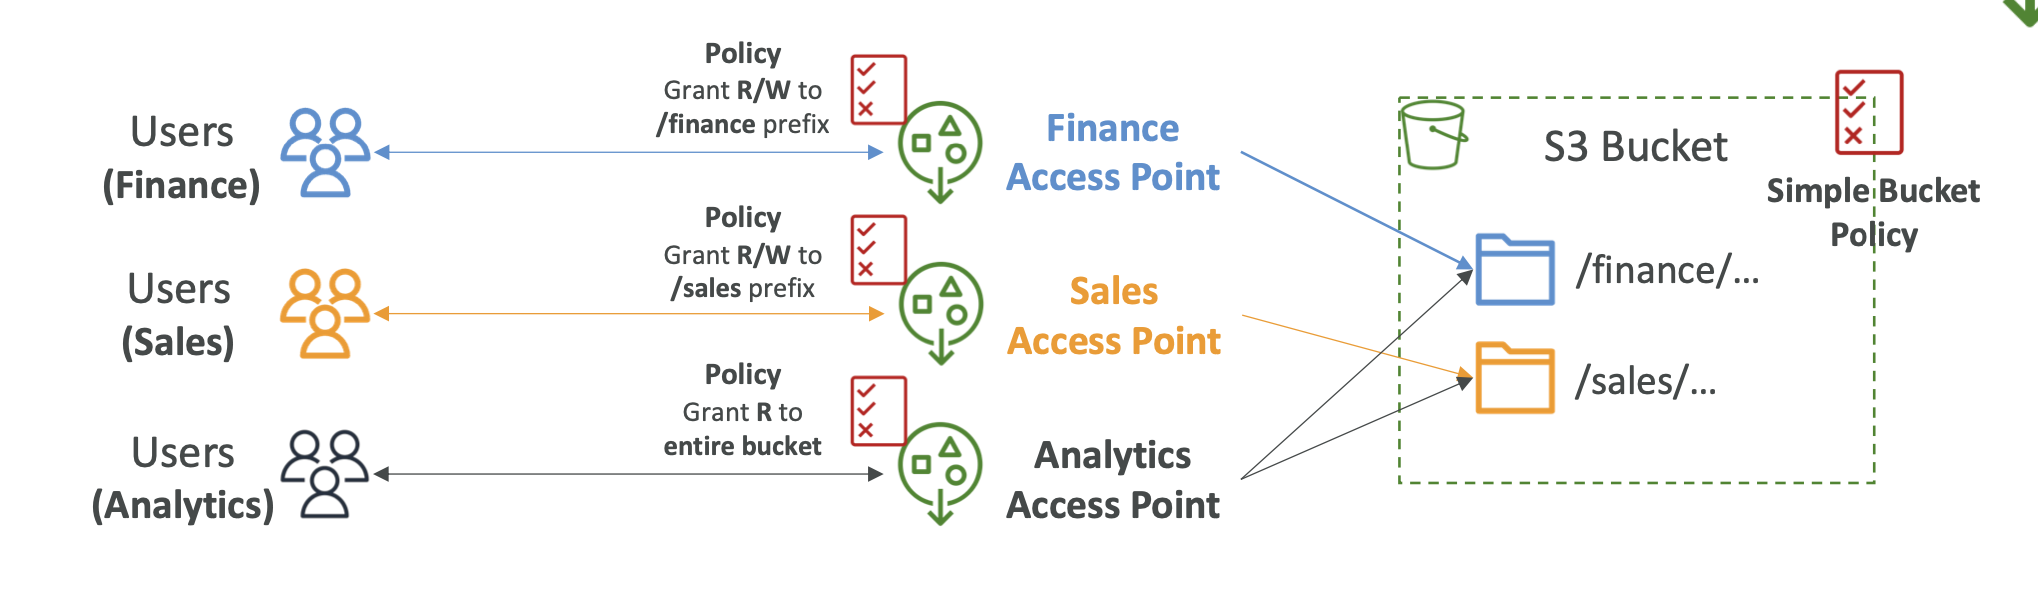 Users
(Finance)
Policy
Grant R/W to
/finance prefix
Finance
Access Point
Users
(Sales)
Policy
Grant R/W to
/sales prefix
Sales
Access Point
Users
(Analytics)
Policy
Grant R to
entire bucket
Analytics
Access Point
S3 Bucket
Simple Bucket
Policy
/finance/...
/sales/...